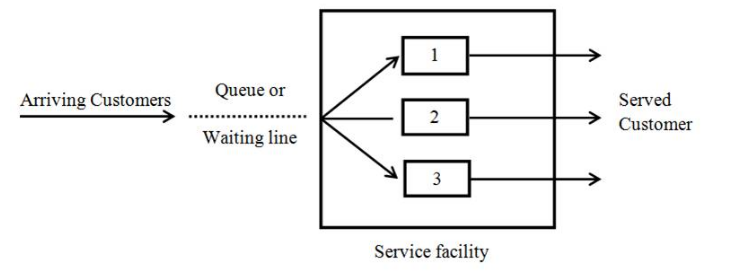 Arriving Customers
Queue or
Waiting line
1
2
3
Served
Customer
Service facility